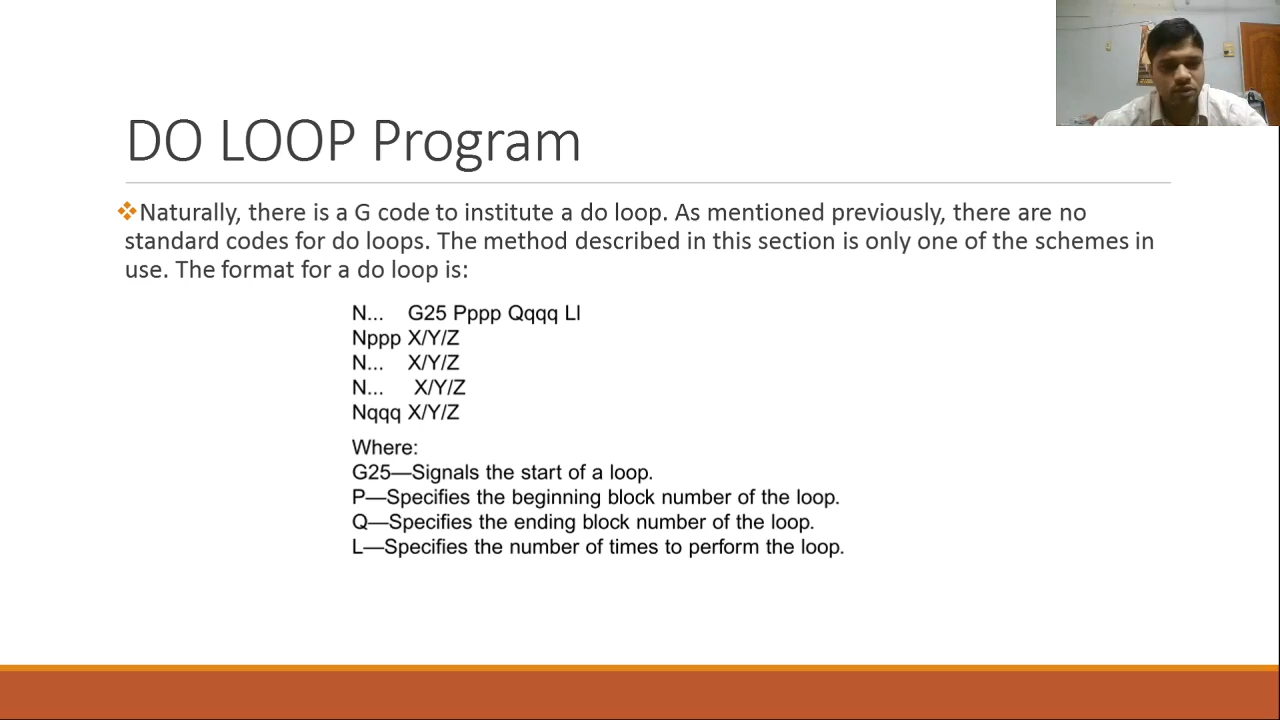 DO LOOP Program
❖Naturally, there is a G code to institute a do loop. As mentioned previously, there are no
standard codes for do loops. The method described in this section is only one of the schemes in
use. The format for a do loop is:
N... G25 Pppp Qqqq Ll
Nppp X/Y/Z
N... X/Y/Z
N... X/Y/Z
Nqqq X/Y/Z
Where:
G25—Signals the start of a loop.
P—Specifies the beginning block number of the loop.
Q—Specifies the ending block number of the loop.
L—Specifies the number of times to perform the loop.